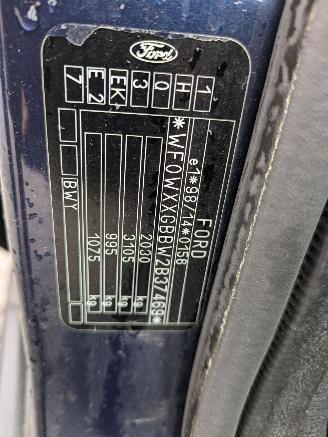 Ford
FORD
e1*98/14*0156
*WF0WXXGBBW2B37469*
2030 kg
3105 kg
995 kg
1075 kg
BWY
1
H
Q
3
EK
E2
7